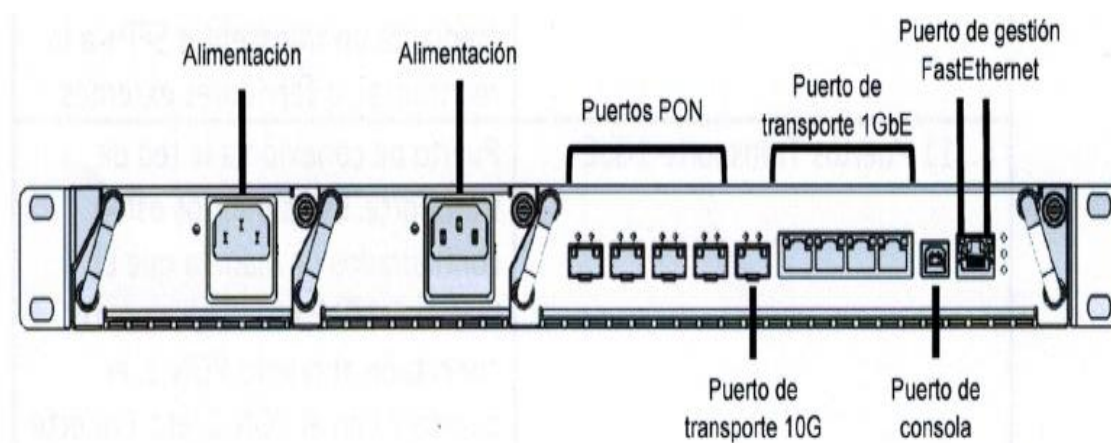 Alimentación
Alimentación
Puertos PON
Puerto de
transporte 1GbE
Puerto de gestión
FastEthernet
Puerto de
transporte 10G
Puerto de
consola